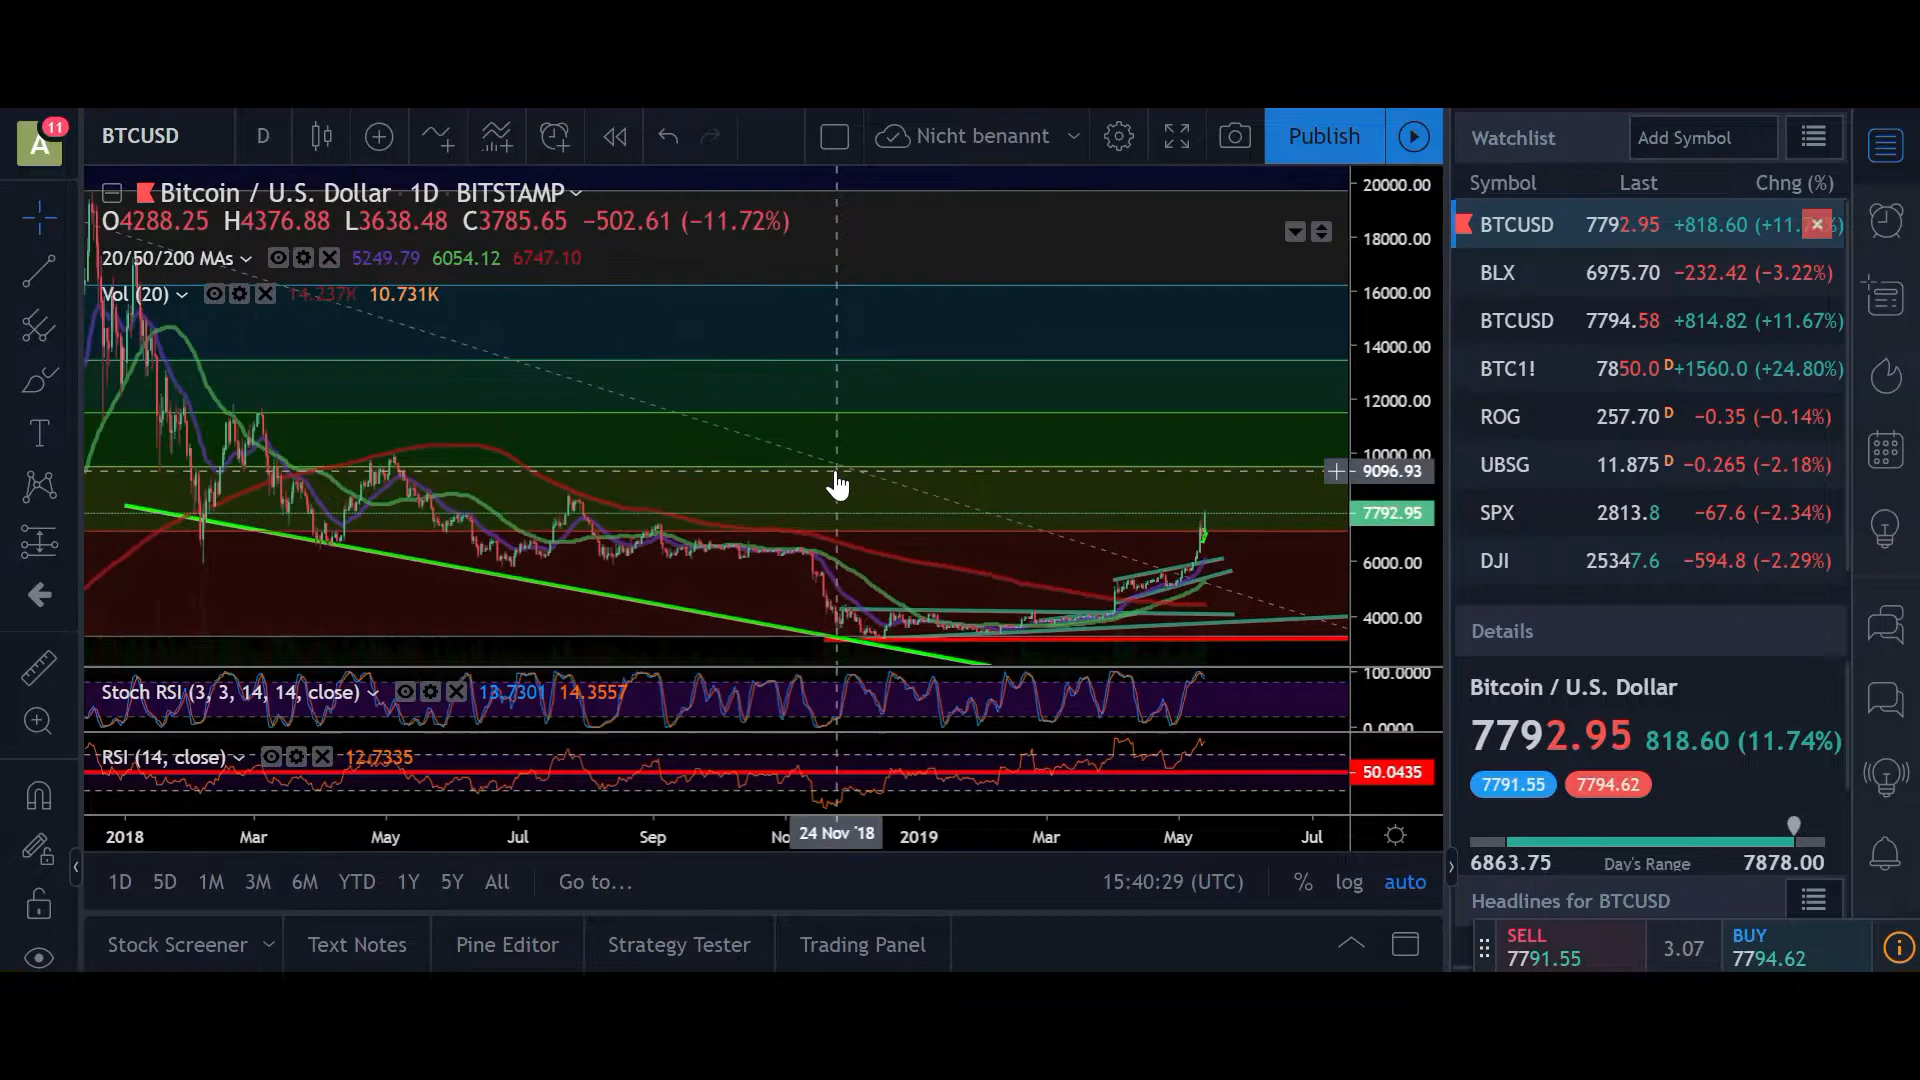 A 11
BTCUSD D Nicht benannt Publish
Bitcoin / U.S. Dollar · 1D · BITSTAMP
O4288.25 H4376.88 L3638.48 C3785.65 −502.61 (−11.72%)
20/50/200 MAs 5249.79 6054.12 6747.10
Vol (20) 14.237K 10.731K
20000.00
18000.00
16000.00
14000.00
12000.00
10000.00
9096.93
7792.95
6000.00
4000.00
Stoch RSI (3, 3, 14, 14, close) 13.7301 14.3557
100.0000
0.0000
RSI (14, close) 12.7335
50.0435
2018 Mar May Jul Sep No 24 Nov '18 2019 Mar May Jul
1D 5D 1M 3M 6M YTD 1Y 5Y All Go to... 15:40:29 (UTC) % log auto
Stock Screener Text Notes Pine Editor Strategy Tester Trading Panel
Watchlist Add Symbol
Symbol Last Chng (%)
BTCUSD 7792.95 +818.60 (+11. %)
BLX 6975.70 −232.42 (−3.22%)
BTCUSD 7794.58 +814.82 (+11.67%)
BTC1! 7850.0 D +1560.0 (+24.80%)
ROG 257.70 D −0.35 (−0.14%)
UBSG 11.875 D −0.265 (−2.18%)
SPX 2813.8 −67.6 (−2.34%)
DJI 25347.6 −594.8 (−2.29%)
Details
Bitcoin / U.S. Dollar
7792.95 818.60 (11.74%)
7791.55 7794.62
6863.75 Day's Range 7878.00
Headlines for BTCUSD
SELL 3.07 BUY
7791.55 7794.62